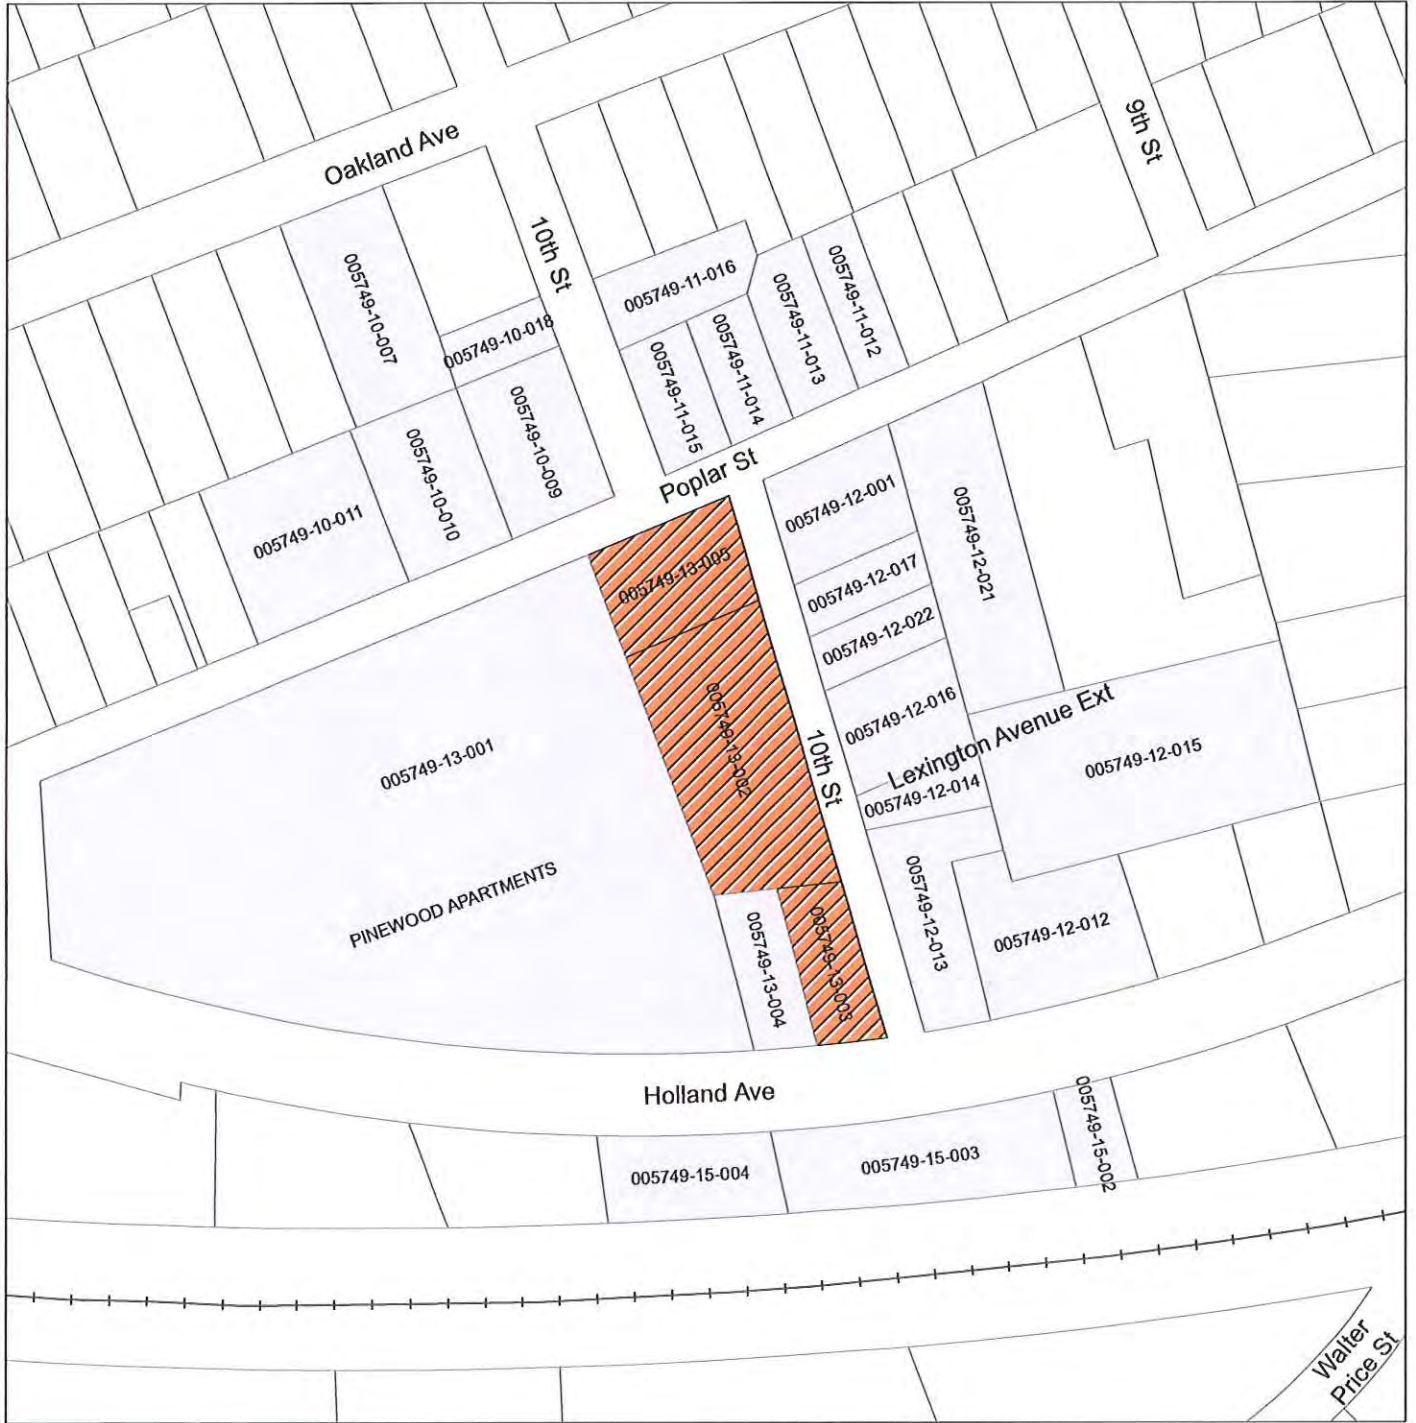 Oakland Ave
9th St
10th St
005749-10-007
005749-10-018
005749-10-009
005749-10-010
005749-10-011
005749-11-016
005749-11-015
005749-11-014
005749-11-013
005749-11-012
Poplar St
005749-12-001
005749-12-017
005749-12-022
005749-12-016
005749-12-021
005749-13-005
005749-13-002
005749-13-001
PINEWOOD APARTMENTS
10th St
Lexington Avenue Ext
005749-12-014
005749-12-015
005749-12-013
005749-12-012
005749-13-004
005749-13-003
Holland Ave
005749-15-004
005749-15-003
005749-15-002
Walter
Price St